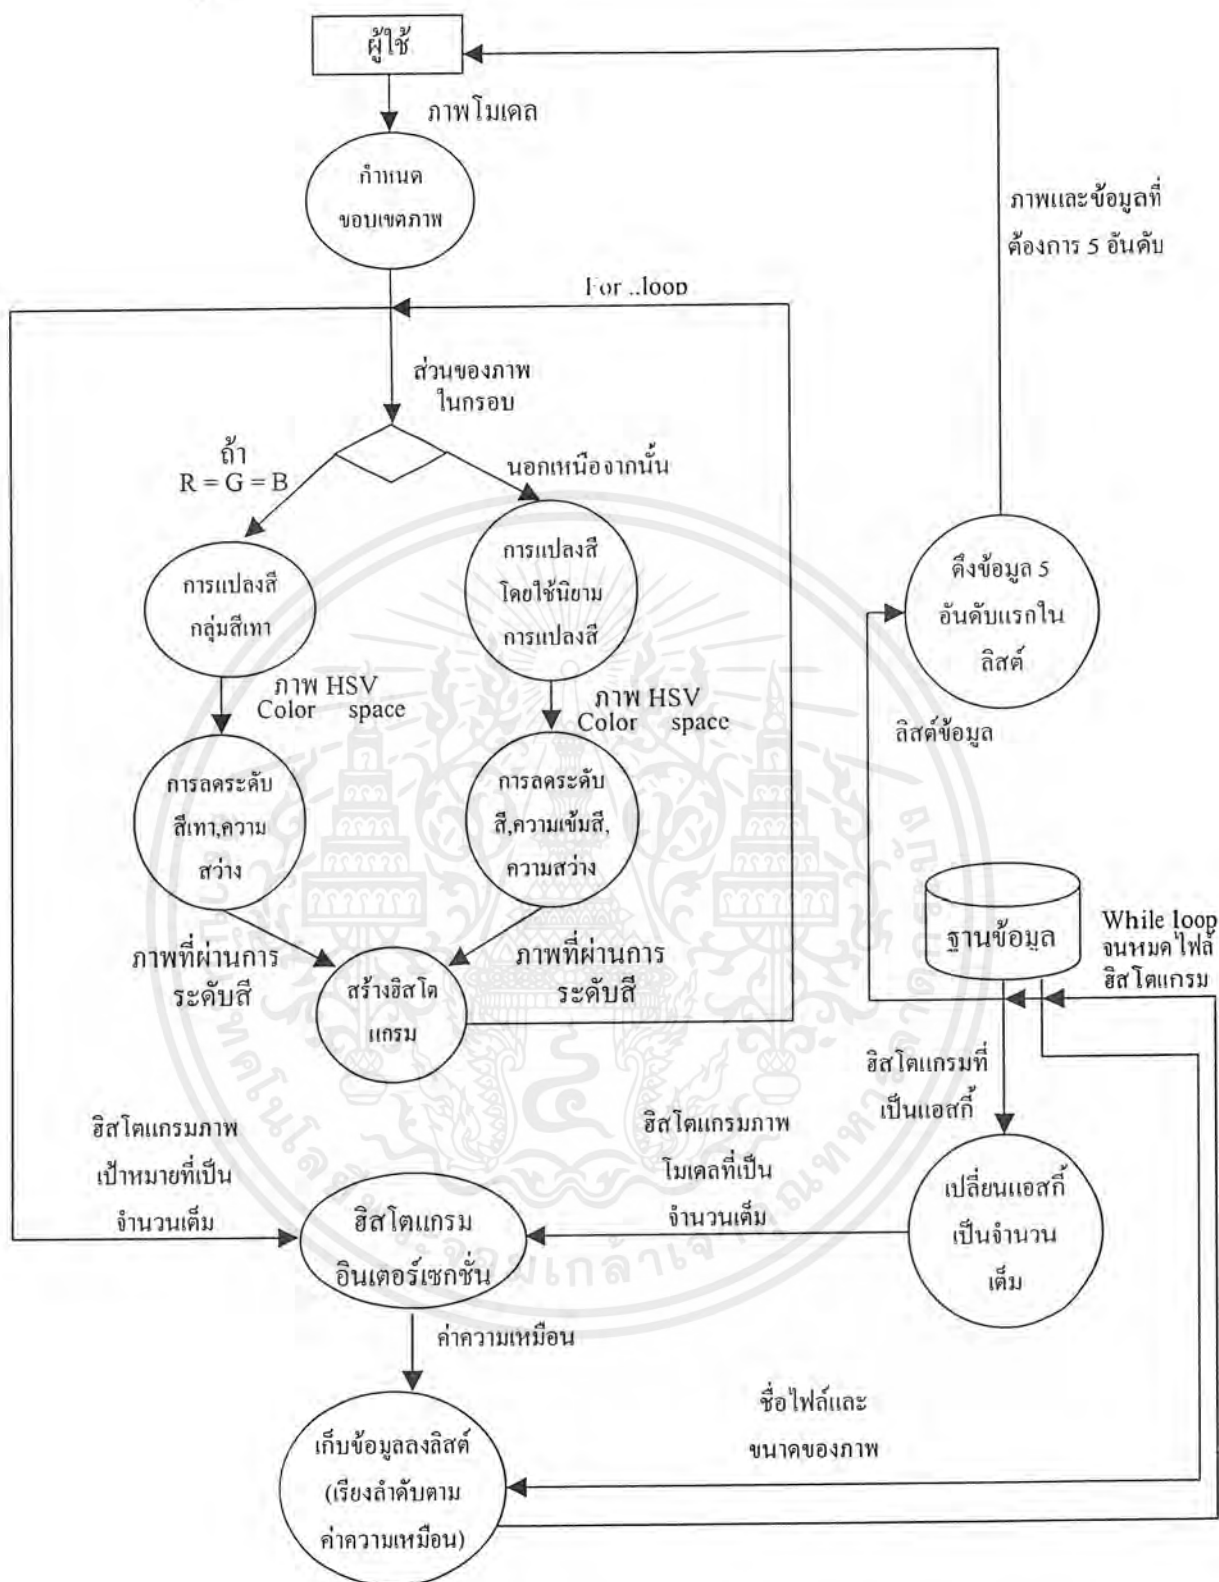 ผู้ใช้
ภาพโมเดล
กำหนด
ขอบเขตภาพ
ภาพและข้อมูลที่
ต้องการ 5 อันดับ
For ..loop
ส่วนของภาพ
ในกรอบ
ถ้า
R = G = B
นอกเหนือจากนั้น
การแปลงสี
กลุ่มสีเทา
การแปลงสี
โดยใช้นิยาม
การแปลงสี
ดึงข้อมูล 5
อันดับแรกใน
ลิสต์
ภาพ HSV
Color space
ภาพ HSV
Color space
ลิสต์ข้อมูล
การลดระดับ
สีเทา,ความ
สว่าง
การลดระดับ
สี,ความเข้มสี,
ความสว่าง
ฐานข้อมูล
While loop
จนหมดไฟล์
ฮิสโตแกรม
ภาพที่ผ่านการ
ระดับสี
ภาพที่ผ่านการ
ระดับสี
สร้างฮิสโต
แกรม
ฮิสโตแกรมที่
เป็นแอสกี้
ฮิสโตแกรมภาพ
เป้าหมายที่เป็น
จำนวนเต็ม
ฮิสโตแกรมภาพ
โมเดลที่เป็น
จำนวนเต็ม
เปลี่ยนแอสกี้
เป็นจำนวน
เต็ม
ฮิสโตแกรม
อินเตอร์เซกชั่น
ค่าความเหมือน
ชื่อไฟล์และ
ขนาดของภาพ
เก็บข้อมูลลงลิสต์
(เรียงลำดับตาม
ค่าความเหมือน)